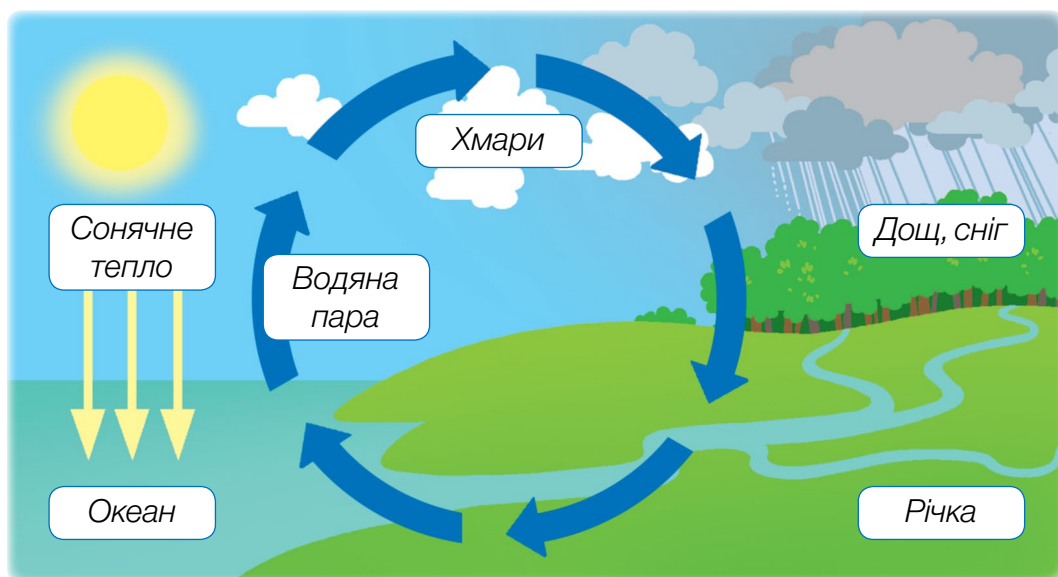 Хмари
Сонячне
тепло
Водяна
пара
Дощ, сніг
Океан
Річка